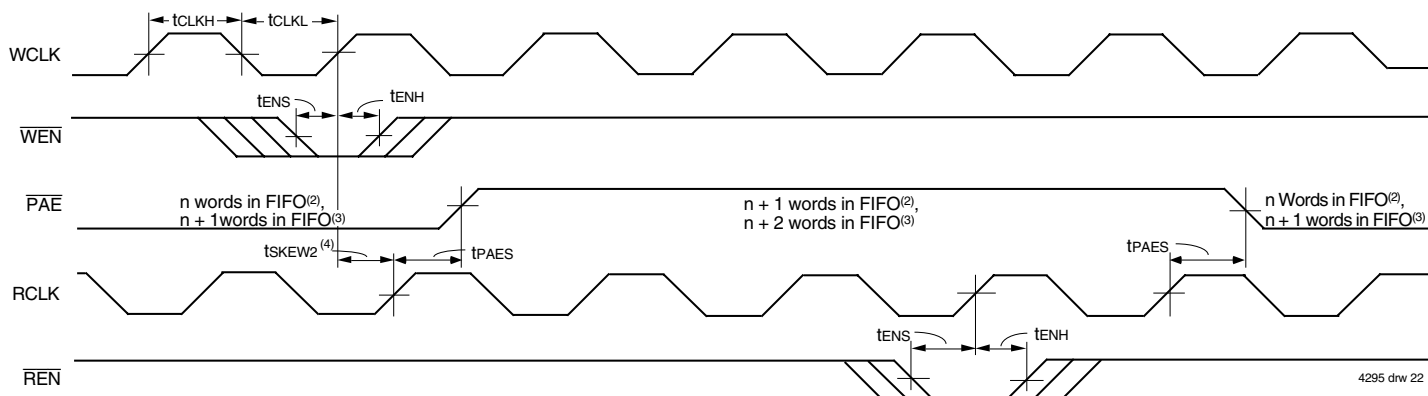 tCLKH
tCLKL
WCLK
tENS
tENH
WEN
PAE
n words in FIFO(2),
n + 1words in FIFO(3)
n + 1 words in FIFO(2),
n + 2 words in FIFO(3)
n Words in FIFO(2),
n + 1 words in FIFO(3)
tSKEW2 (4)
tPAES
tPAES
RCLK
tENS
tENH
REN
4295 drw 22